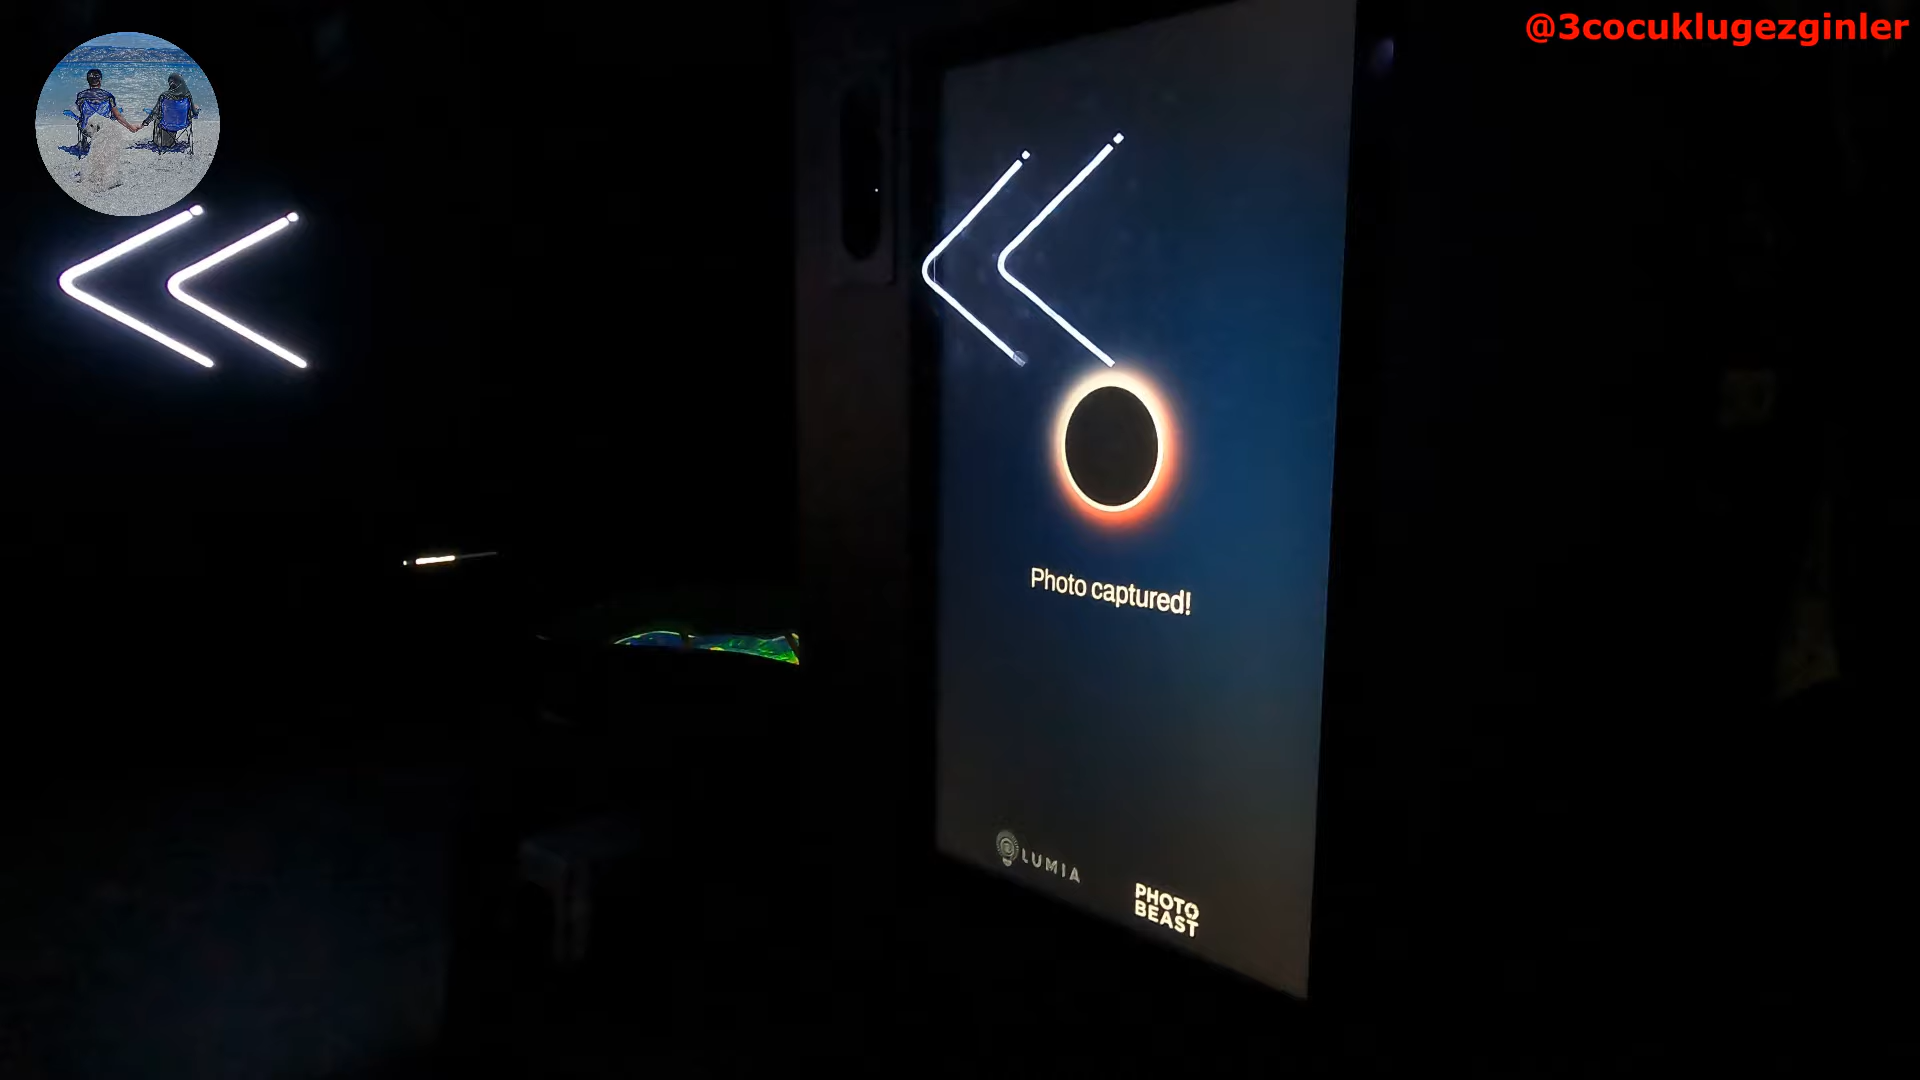 @3cocuklugezginler
Photo captured!
LUMIA
PHOTO
BEAST